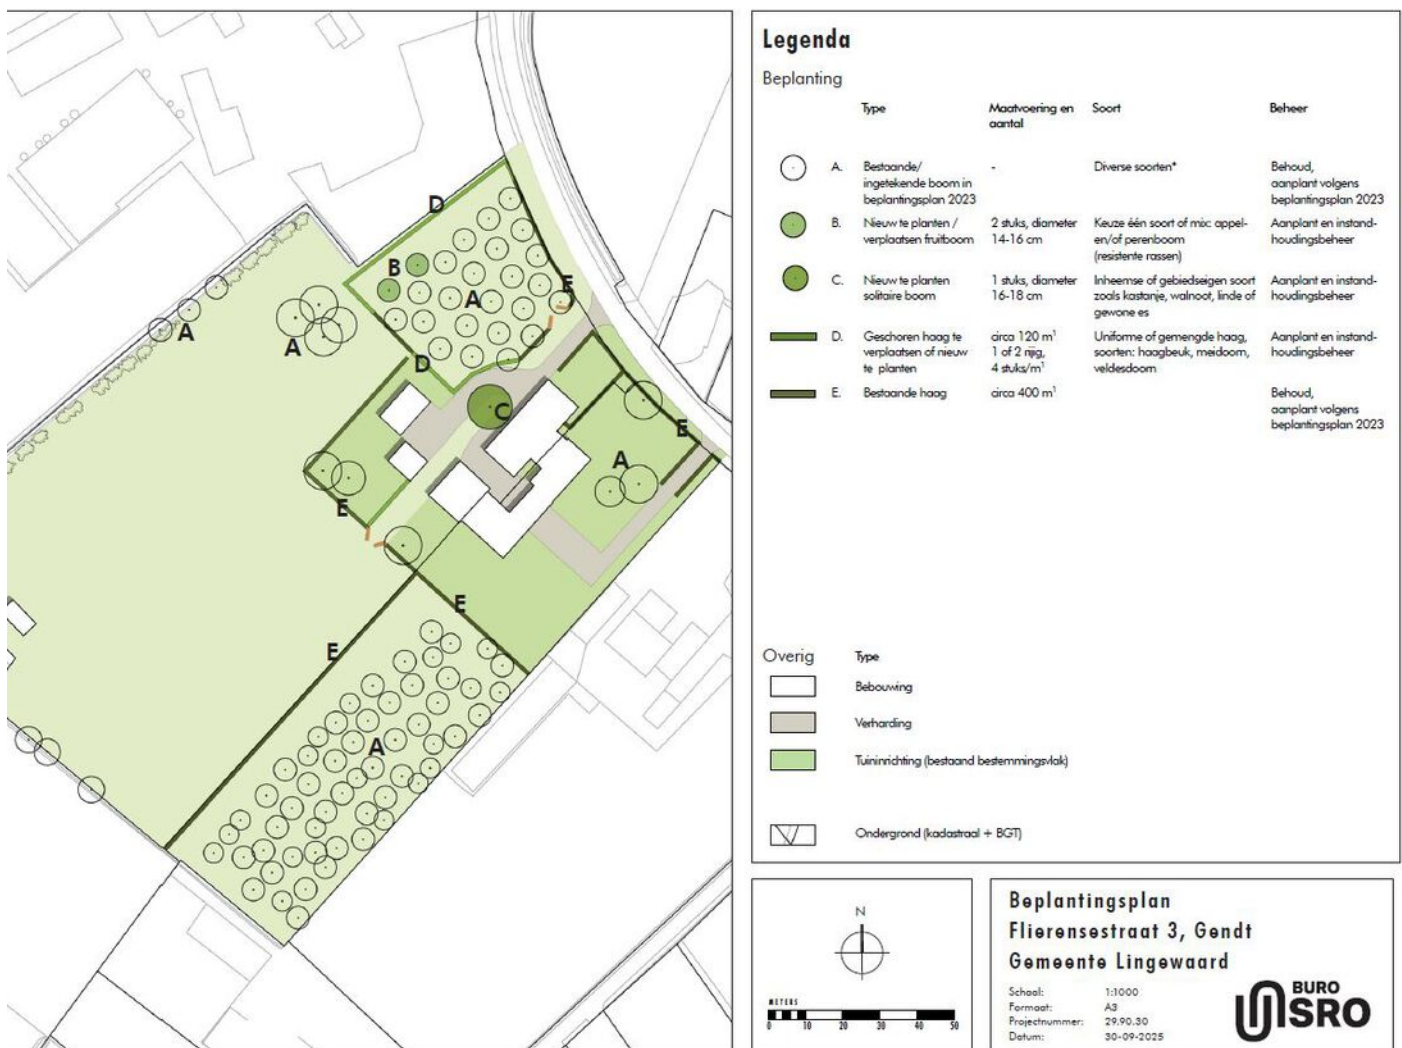 D
B
E
A
A
A
D
C
E
A
E
E
E
A
Legenda
Beplanting
Type Maatvoering en Soort Beheer
aantal
A. Bestaande/ - Diverse soorten* Behoud,
ingetekende boom in aanplant volgens
beplantingsplan 2023 beplantingsplan 2023
B. Nieuw te planten / 2 stuks, diameter Keuze één soort of mix: appel- Aanplant en instand-
verplaatsen fruitboom 14-16 cm en/of perenboom houdingsbeheer
(resistente rassen)
C. Nieuw te planten 1 stuks, diameter Inheemse of gebiedseigen soort Aanplant en instand-
solitaire boom 16-18 cm zoals kastanje, walnoot, linde of houdingsbeheer
gewone es
D. Geschoren haag te circa 120 m¹ Uniforme of gemengde haag, Aanplant en instand-
verplaatsen of nieuw 1 of 2 rijig, soorten: haagbeuk, meidoorn, houdingsbeheer
te planten 4 stuks/m¹ veldesdoorn
E. Bestaande haag circa 400 m¹ Behoud,
aanplant volgens
beplantingsplan 2023
Overig Type
Bebouwing
Verharding
Tuininrichting (bestaand bestemmingsvlak)
Ondergrond (kadastraal + BGT)
N
METERS
0 10 20 30 40 50
Beplantingsplan
Flierensestraat 3, Gendt
Gemeente Lingewaard
Schaal: 1:1000
Formaat: A3
Projectnummer: 29.90.30
Datum: 30-09-2025
BURO
SRO